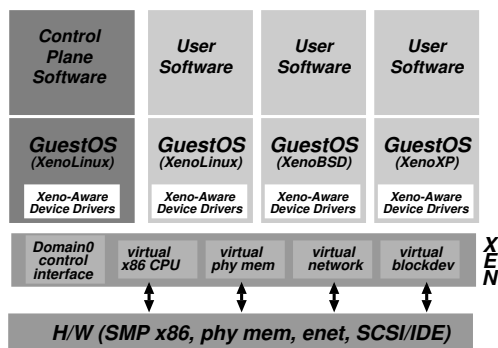 Control
Plane
Software
User
Software
User
Software
User
Software
GuestOS
(XenoLinux)
Xeno-Aware
Device Drivers
GuestOS
(XenoLinux)
Xeno-Aware
Device Drivers
GuestOS
(XenoBSD)
Xeno-Aware
Device Drivers
GuestOS
(XenoXP)
Xeno-Aware
Device Drivers
Domain0
control
interface
virtual
x86 CPU
virtual
phy mem
virtual
network
virtual
blockdev
X
E
N
H/W (SMP x86, phy mem, enet, SCSI/IDE)